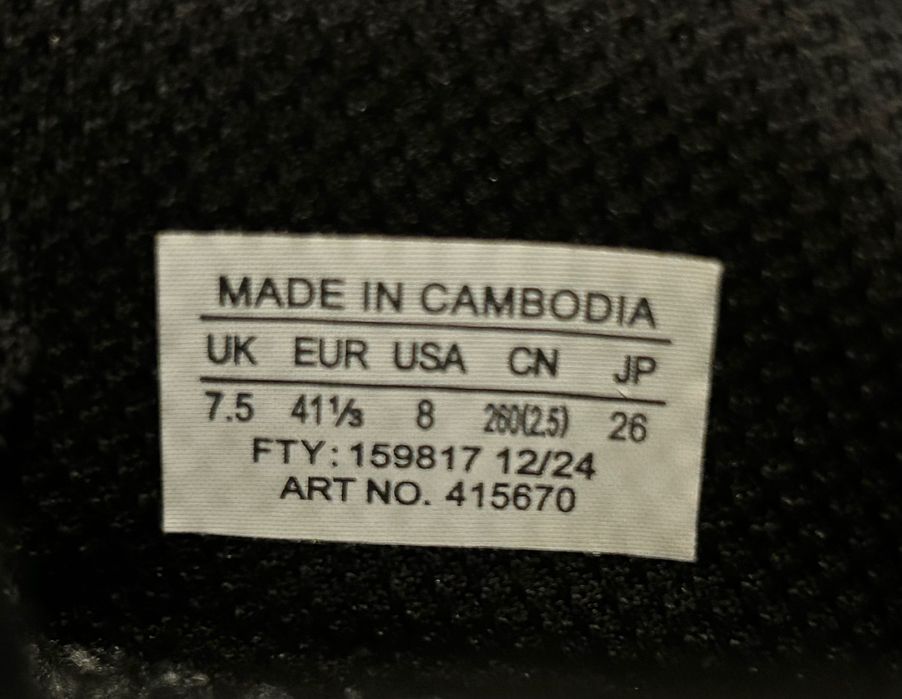 MADE IN CAMBODIA
UK EUR USA CN JP
7.5 41⅓ 8 260(2.5) 26
FTY: 159817 12/24
ART NO. 415670